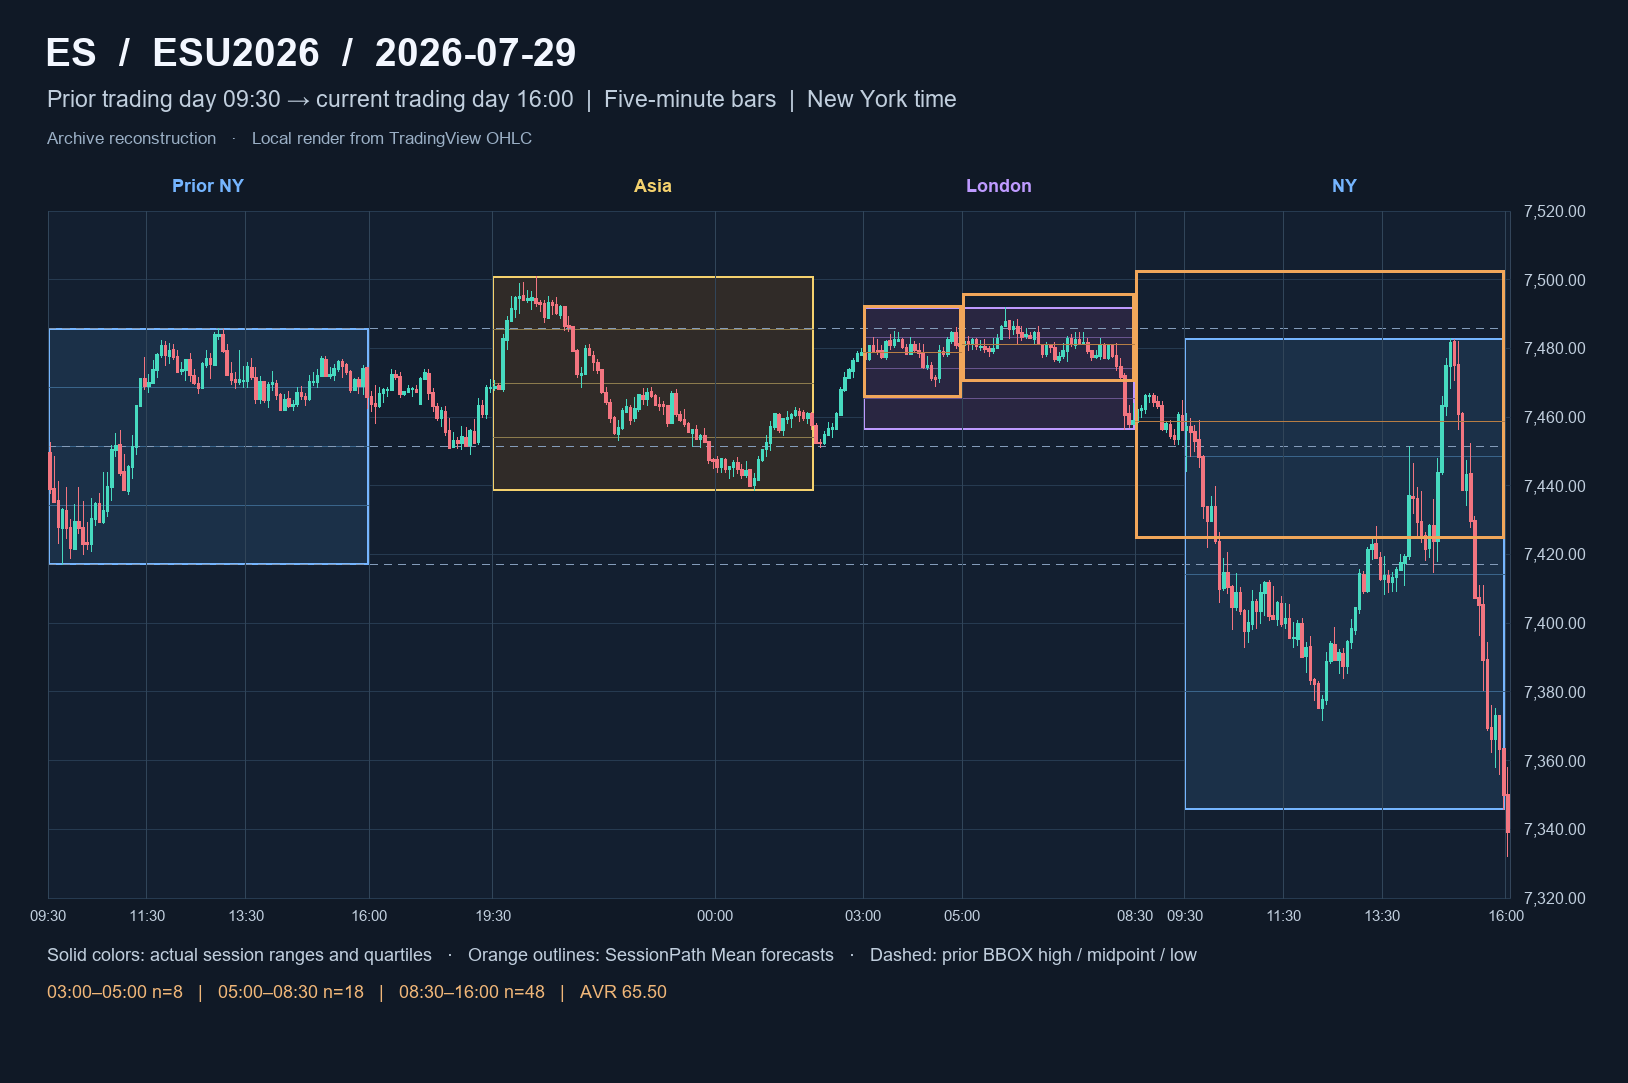 ES / ESU2026 / 2026-07-29
Prior trading day 09:30 → current trading day 16:00 | Five-minute bars | New York time
Archive reconstruction · Local render from TradingView OHLC
Prior NY Asia London NY
7,520.00
7,500.00
7,480.00
7,460.00
7,440.00
7,420.00
7,400.00
7,380.00
7,360.00
7,340.00
7,320.00
09:30 11:30 13:30 16:00 19:30 00:00 03:00 05:00 08:30 09:30 11:30 13:30 16:00
Solid colors: actual session ranges and quartiles · Orange outlines: SessionPath Mean forecasts · Dashed: prior BBOX high / midpoint / low
03:00–05:00 n=8 | 05:00–08:30 n=18 | 08:30–16:00 n=48 | AVR 65.50